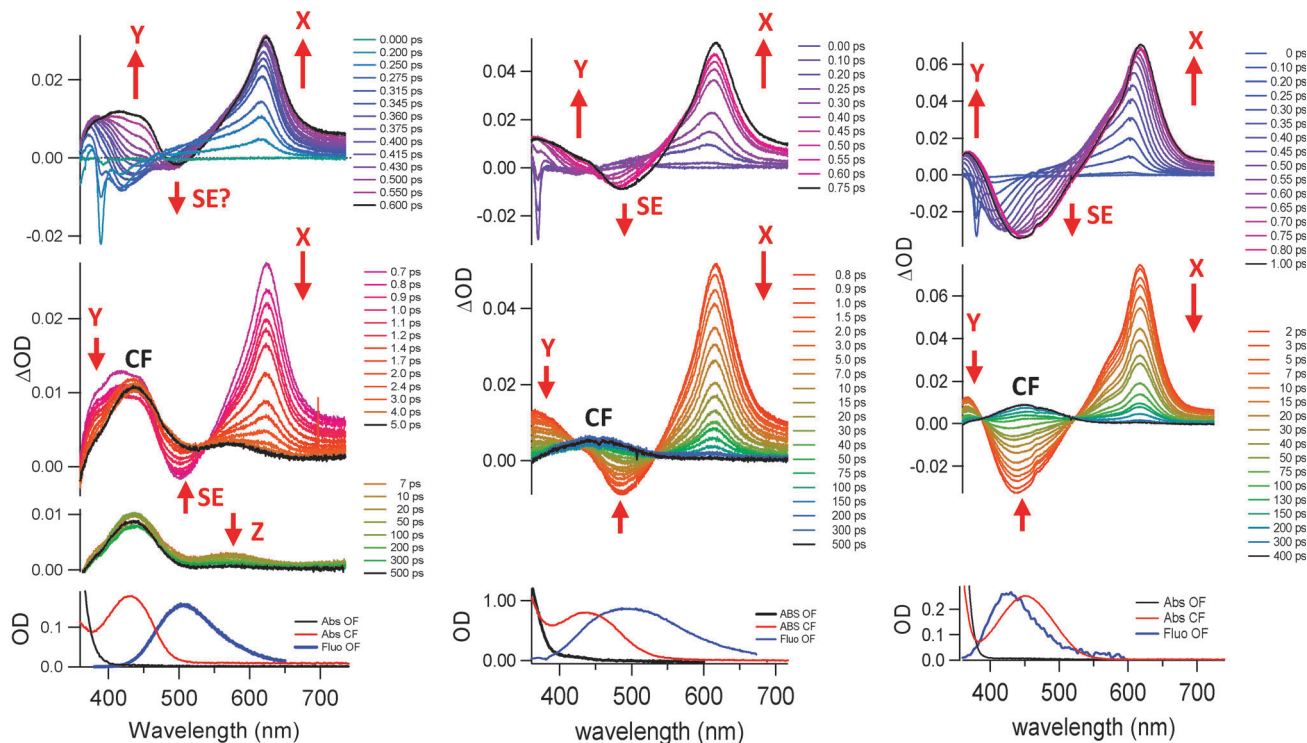 Y
X
0.02
0.00
-0.02
SE?
0.000 ps
0.200 ps
0.250 ps
0.275 ps
0.315 ps
0.345 ps
0.360 ps
0.375 ps
0.400 ps
0.415 ps
0.430 ps
0.500 ps
0.550 ps
0.600 ps
ΔOD
X
Y
CF
SE
0.02
0.01
0.00
0.7 ps
0.8 ps
0.9 ps
1.0 ps
1.1 ps
1.2 ps
1.4 ps
1.7 ps
2.0 ps
2.4 ps
3.0 ps
4.0 ps
5.0 ps
0.01
0.00
Z
7 ps
10 ps
20 ps
50 ps
100 ps
200 ps
300 ps
500 ps
OD
0.1
0.0
Abs OF
Abs CF
Fluo OF
400
500
600
700
Wavelength (nm)
Y
X
0.04
0.02
0.00
-0.02
SE
0.00 ps
0.10 ps
0.20 ps
0.25 ps
0.30 ps
0.40 ps
0.45 ps
0.50 ps
0.55 ps
0.60 ps
0.75 ps
ΔOD
X
Y
CF
0.04
0.02
0.00
0.8 ps
0.9 ps
1.0 ps
1.5 ps
2.0 ps
3.0 ps
5.0 ps
7.0 ps
10 ps
15 ps
20 ps
30 ps
40 ps
50 ps
75 ps
100 ps
150 ps
200 ps
300 ps
500 ps
OD
1.00
0.00
ABS OF
ABS CF
Fluo OF
400
500
600
700
wavelength (nm)
Y
X
0.06
0.04
0.02
0.00
-0.02
SE
0 ps
0.10 ps
0.20 ps
0.25 ps
0.30 ps
0.35 ps
0.40 ps
0.45 ps
0.50 ps
0.55 ps
0.60 ps
0.65 ps
0.70 ps
0.75 ps
0.80 ps
1.00 ps
ΔOD
X
Y
CF
0.06
0.04
0.02
0.00
-0.02
2 ps
3 ps
5 ps
7 ps
10 ps
15 ps
20 ps
30 ps
40 ps
50 ps
75 ps
100 ps
130 ps
150 ps
200 ps
300 ps
400 ps
OD
0.2
0.0
Abs OF
Abs CF
Fluo OF
400
500
600
700
wavelength (nm)